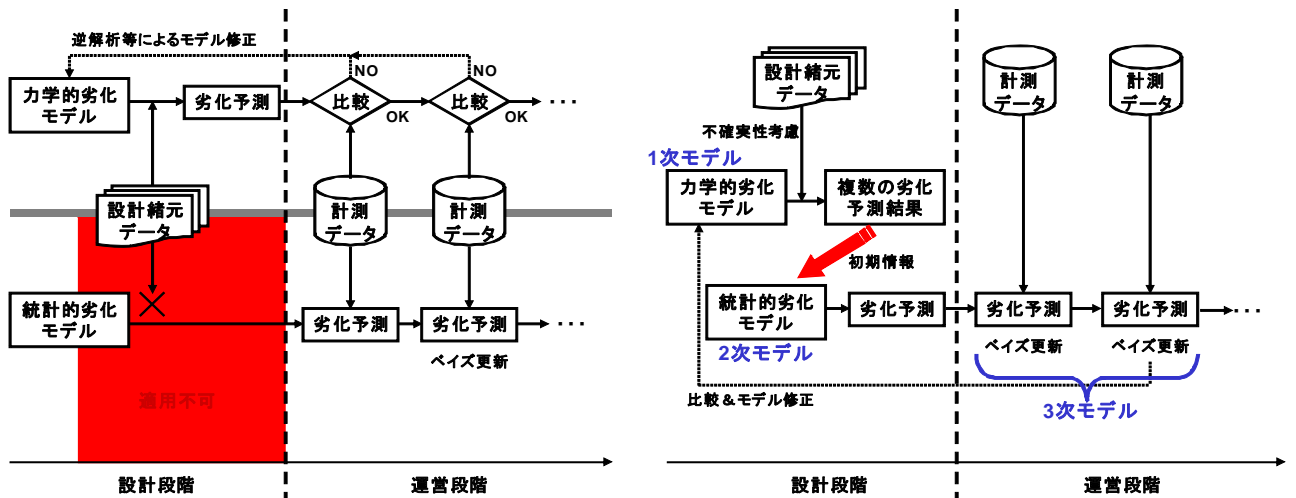 逆解析等によるモデル修正
NO
NO
力学的劣化
モデル
劣化予測
比較
比較
・・・
OK
OK
設計緒元
データ
計測
データ
計測
データ
統計的劣化
モデル
劣化予測
劣化予測
・・・
ベイズ更新
適用不可
設計段階
運営段階
設計緒元
データ
計測
データ
計測
データ
不確実性考慮
1次モデル
力学的劣化
モデル
複数の劣化
予測結果
初期情報
統計的劣化
モデル
劣化予測
劣化予測
劣化予測
・・・
2次モデル
ベイズ更新
ベイズ更新
比較＆モデル修正
3次モデル
設計段階
運営段階